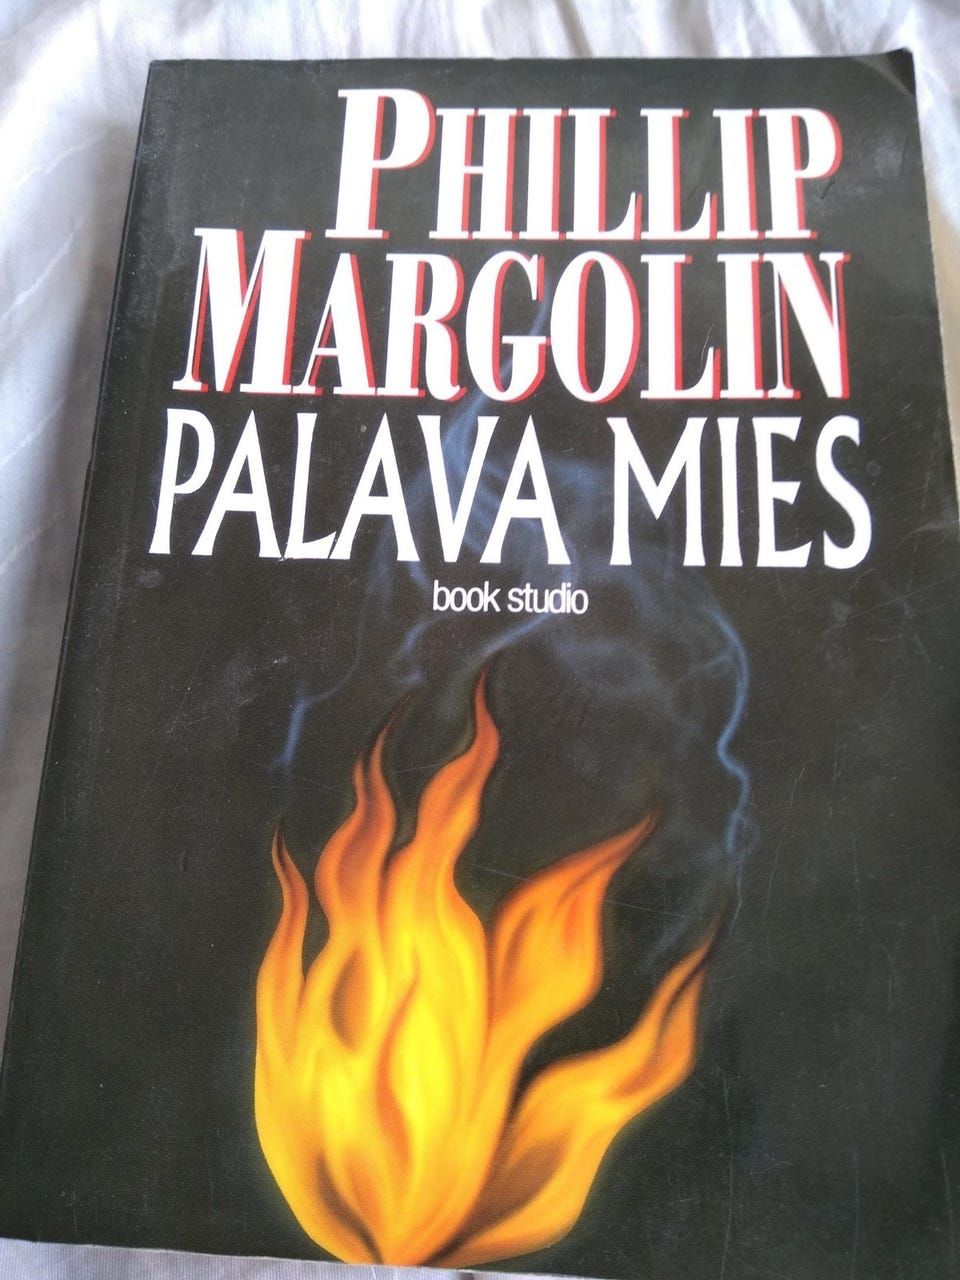 PHILLIP
MARGOLIN
PALAVA MIES
book studio